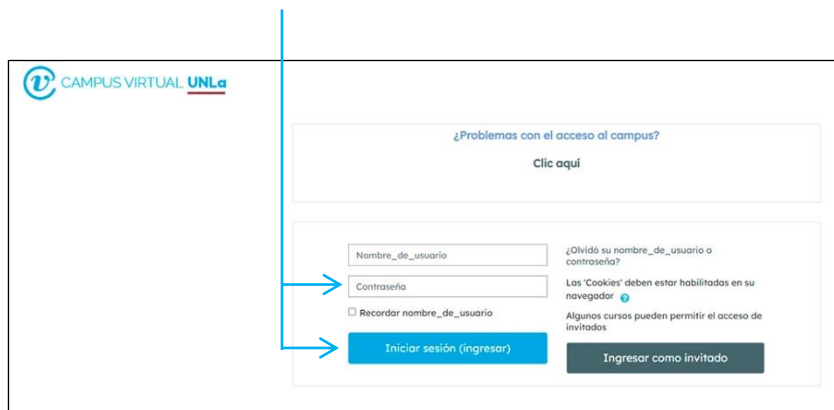 CAMPUS VIRTUAL UNLa
¿Problemas con el acceso al campus?
Clic aquí
Nombre_de_usuario
Contraseña
Recordar nombre_de_usuario
Iniciar sesión (ingresar)
¿Olvidó su nombre_de_usuario o
contraseña?
Las 'Cookies' deben estar habilitadas en su
navegador
Algunos cursos pueden permitir el acceso de
invitados
Ingresar como invitado